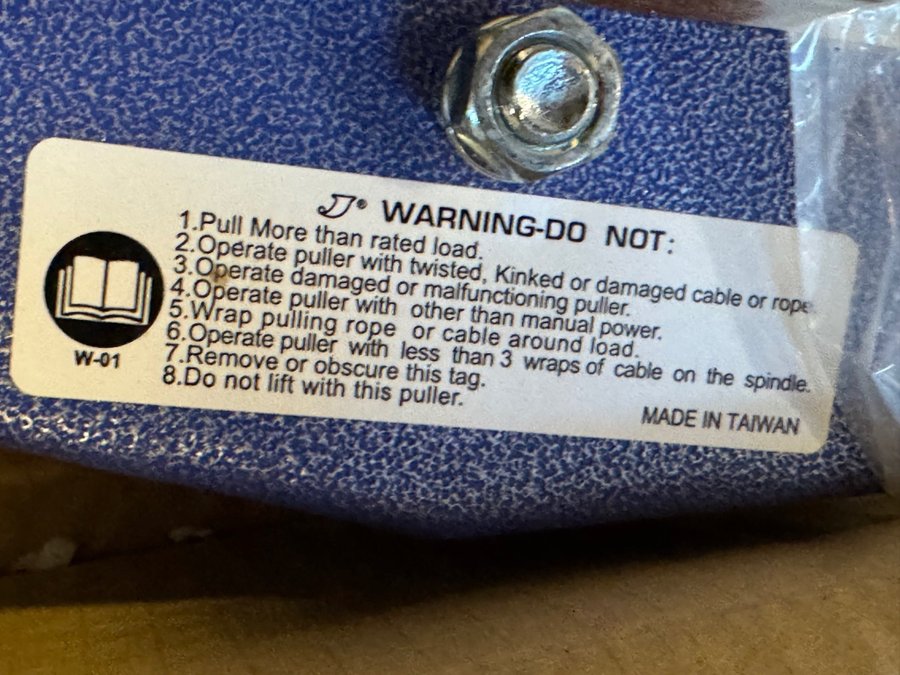 J® WARNING-DO NOT:
1.Pull More than rated load.
2.Operate puller with twisted, Kinked or damaged cable or rope
3.Operate damaged or malfunctioning puller.
4.Operate puller with other than manual power.
5.Wrap pulling rope or cable around load.
6.Operate puller with less than 3 wraps of cable on the spindle.
7.Remove or obscure this tag.
8.Do not lift with this puller.
W-01
MADE IN TAIWAN